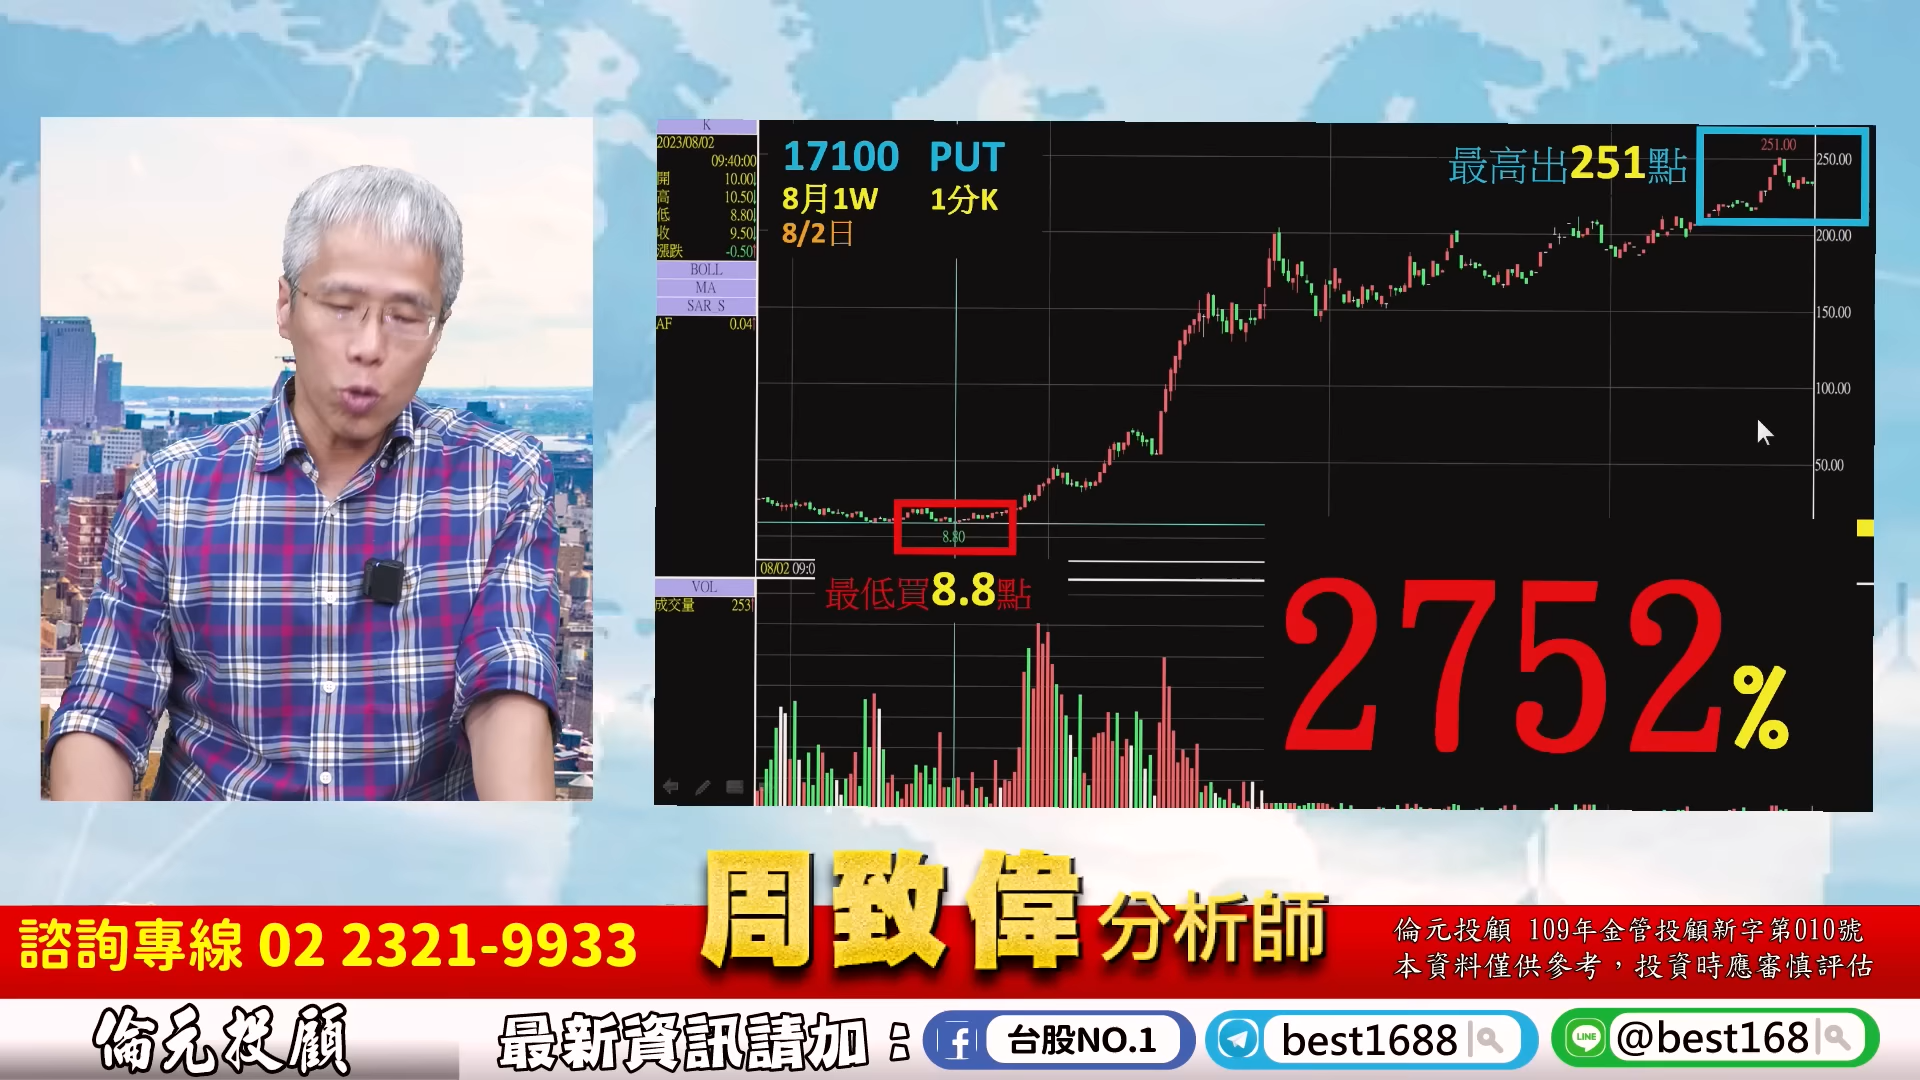 K
2023/08/02
09:40:00
開 10.00
高 10.50
低 8.80
收 9.50
漲跌 -0.50
BOLL
MA
SAR_S
AF 0.04
17100 PUT
8月1W 1分K
8/2日
最高出251點
251.00
250.00
200.00
150.00
100.00
50.00
8.80
08/02 09:0
最低買8.8點
VOL
成交量 253
2752%
周致偉 分析師
諮詢專線 02 2321-9933
倫元投顧 109年金管投顧新字第010號
本資料僅供參考，投資時應審慎評估
倫元投顧
最新資訊請加：
f 台股NO.1
best1688
LINE @best168